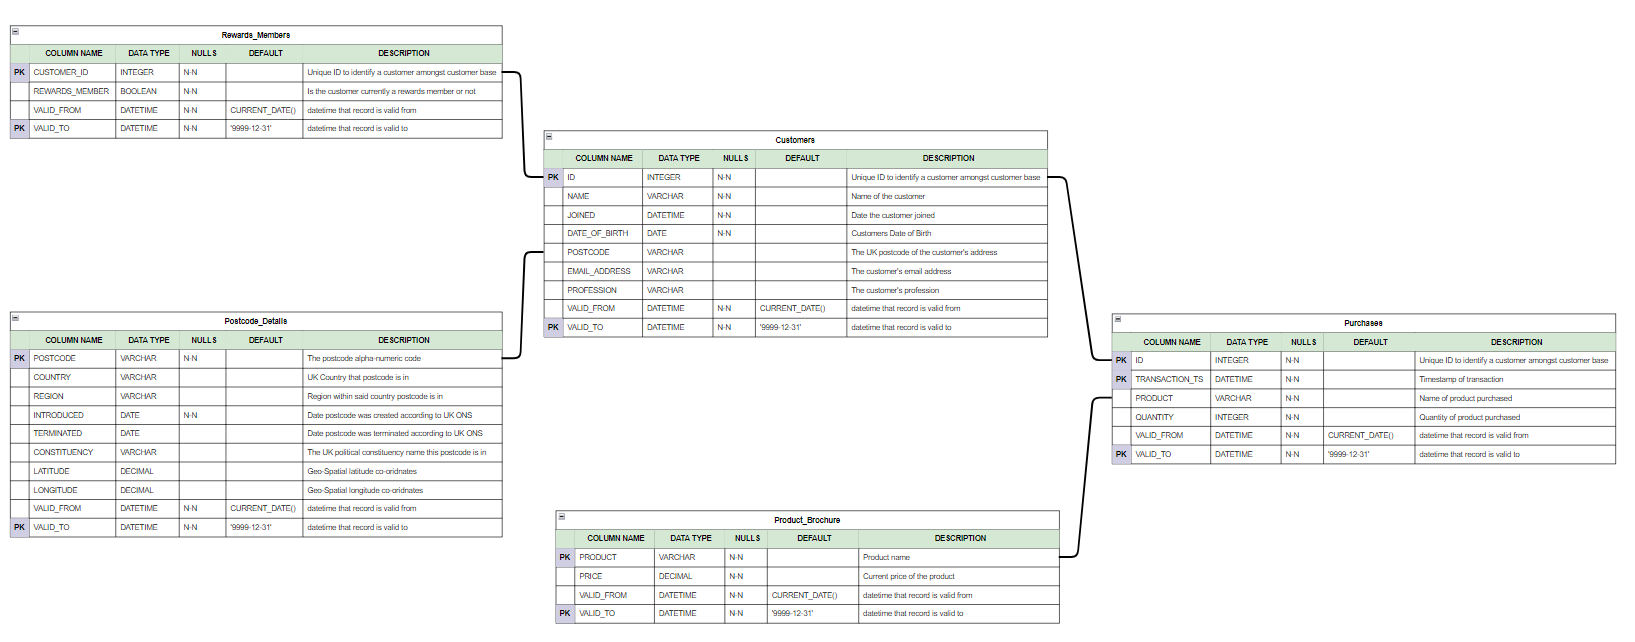 Rewards_Members
COLUMN NAME DATA TYPE NULLS DEFAULT DESCRIPTION
PK CUSTOMER_ID INTEGER N-N Unique ID to identify a customer amongst customer base
REWARDS_MEMBER BOOLEAN N-N Is the customer currently a rewards member or not
VALID_FROM DATETIME N-N CURRENT_DATE() datetime that record is valid from
PK VALID_TO DATETIME N-N '9999-12-31' datetime that record is valid to
Customers
COLUMN NAME DATA TYPE NULLS DEFAULT DESCRIPTION
PK ID INTEGER N-N Unique ID to identify a customer amongst customer base
NAME VARCHAR N-N Name of the customer
JOINED DATETIME N-N Date the customer joined
DATE_OF_BIRTH DATE N-N Customers Date of Birth
POSTCODE VARCHAR The UK postcode of the customer's address
EMAIL_ADDRESS VARCHAR The customer's email address
PROFESSION VARCHAR The customer's profession
VALID_FROM DATETIME N-N CURRENT_DATE() datetime that record is valid from
PK VALID_TO DATETIME N-N '9999-12-31' datetime that record is valid to
Postcode_Details
COLUMN NAME DATA TYPE NULLS DEFAULT DESCRIPTION
PK POSTCODE VARCHAR N-N The postcode alpha-numeric code
COUNTRY VARCHAR UK Country that postcode is in
REGION VARCHAR Region within said country postcode is in
INTRODUCED DATE N-N Date postcode was created according to UK ONS
TERMINATED DATE Date postcode was terminated according to UK ONS
CONSTITUENCY VARCHAR The UK political constituency name this postcode is in
LATITUDE DECIMAL Geo-Spatial latitude co-oridnates
LONGITUDE DECIMAL Geo-Spatial longitude co-oridnates
VALID_FROM DATETIME N-N CURRENT_DATE() datetime that record is valid from
PK VALID_TO DATETIME N-N '9999-12-31' datetime that record is valid to
Purchases
COLUMN NAME DATA TYPE NULLS DEFAULT DESCRIPTION
PK ID INTEGER N-N Unique ID to identify a customer amongst customer base
PK TRANSACTION_TS DATETIME N-N Timestamp of transaction
PRODUCT VARCHAR N-N Name of product purchased
QUANTITY INTEGER N-N Quantity of product purchased
VALID_FROM DATETIME N-N CURRENT_DATE() datetime that record is valid from
PK VALID_TO DATETIME N-N '9999-12-31' datetime that record is valid to
Product_Brochure
COLUMN NAME DATA TYPE NULLS DEFAULT DESCRIPTION
PK PRODUCT VARCHAR N-N Product name
PRICE DECIMAL N-N Current price of the product
VALID_FROM DATETIME N-N CURRENT_DATE() datetime that record is valid from
PK VALID_TO DATETIME N-N '9999-12-31' datetime that record is valid to